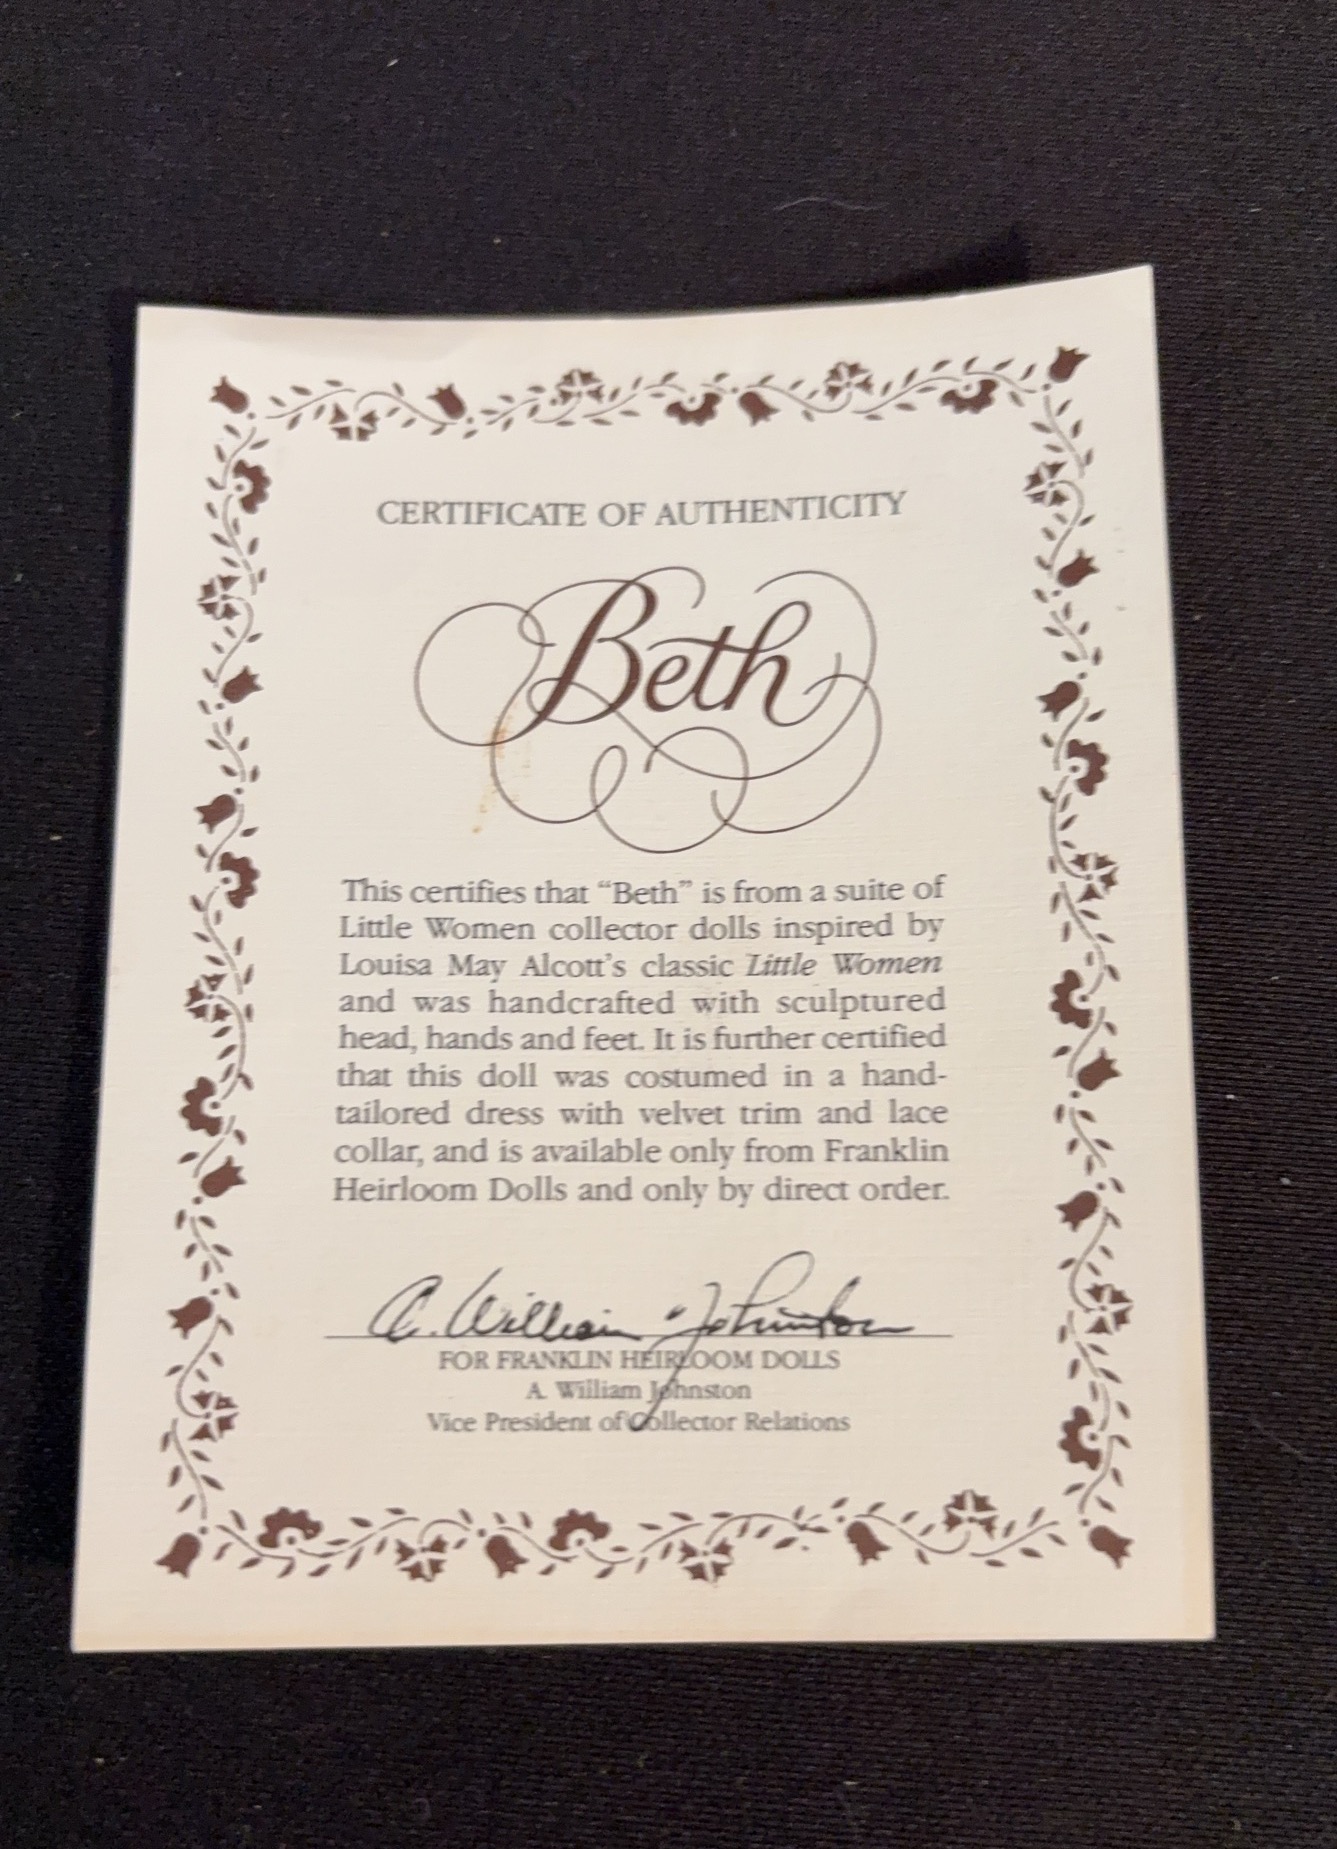 CERTIFICATE OF AUTHENTICITY
Beth
This certifies that “Beth” is from a suite of
Little Women collector dolls inspired by
Louisa May Alcott's classic Little Women
and was handcrafted with sculptured
head, hands and feet. It is further certified
that this doll was costumed in a hand-
tailored dress with velvet trim and lace
collar, and is available only from Franklin
Heirloom Dolls and only by direct order.
A. William Johnston
FOR FRANKLIN HEIRLOOM DOLLS
A. William Johnston
Vice President of Collector Relations